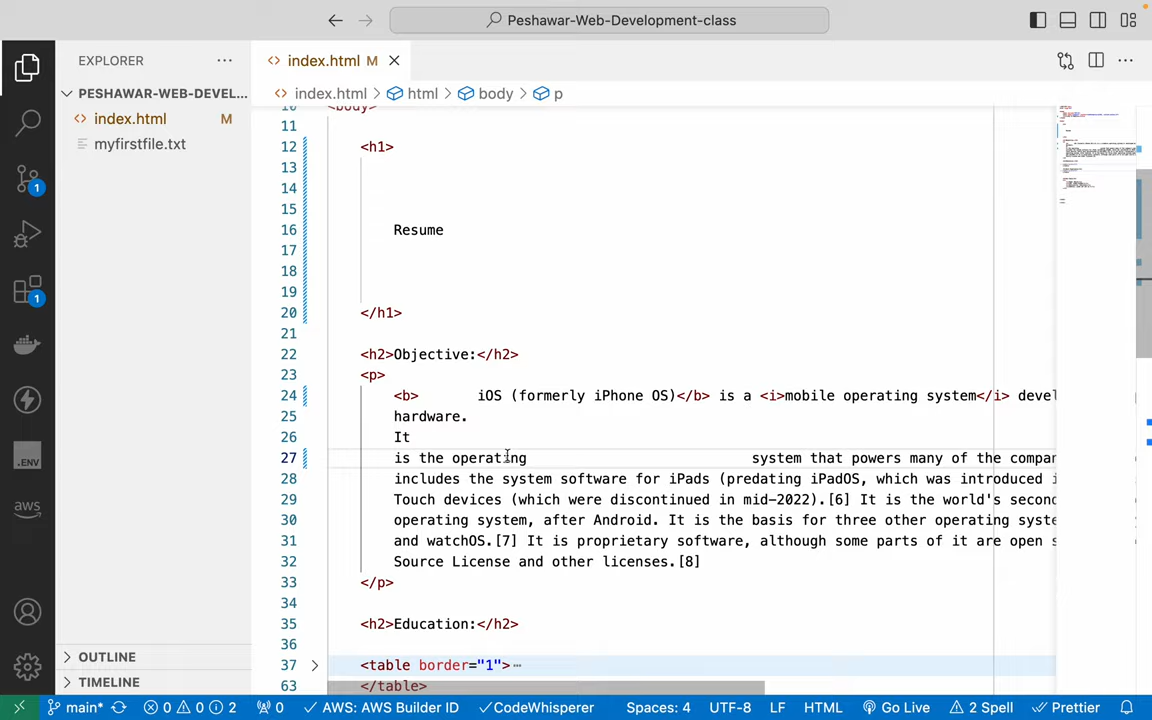 Peshawar-Web-Development-class
EXPLORER
index.html M
PESHAWAR-WEB-DEVEL...
index.html M
myfirstfile.txt
index.html > html > body > p
10 <body>
11
12 <h1>
13
14
15
16 Resume
17
18
19
20 </h1>
21
22 <h2>Objective:</h2>
23 <p>
24 <b> iOS (formerly iPhone OS)</b> is a <i>mobile operating system</i> devel
25 hardware.
26 It
27 is the operating system that powers many of the compan
28 includes the system software for iPads (predating iPadOS, which was introduced i
29 Touch devices (which were discontinued in mid-2022).[6] It is the world's second
30 operating system, after Android. It is the basis for three other operating syste
31 and watchOS.[7] It is proprietary software, although some parts of it are open s
32 Source License and other licenses.[8]
33 </p>
34
35 <h2>Education:</h2>
36
37 <table border="1">⋯
63 </table>
1
1
.ENV
aws
OUTLINE
TIMELINE
main* 0 0 2 0 AWS: AWS Builder ID CodeWhisperer Spaces: 4 UTF-8 LF HTML Go Live 2 Spell Prettier